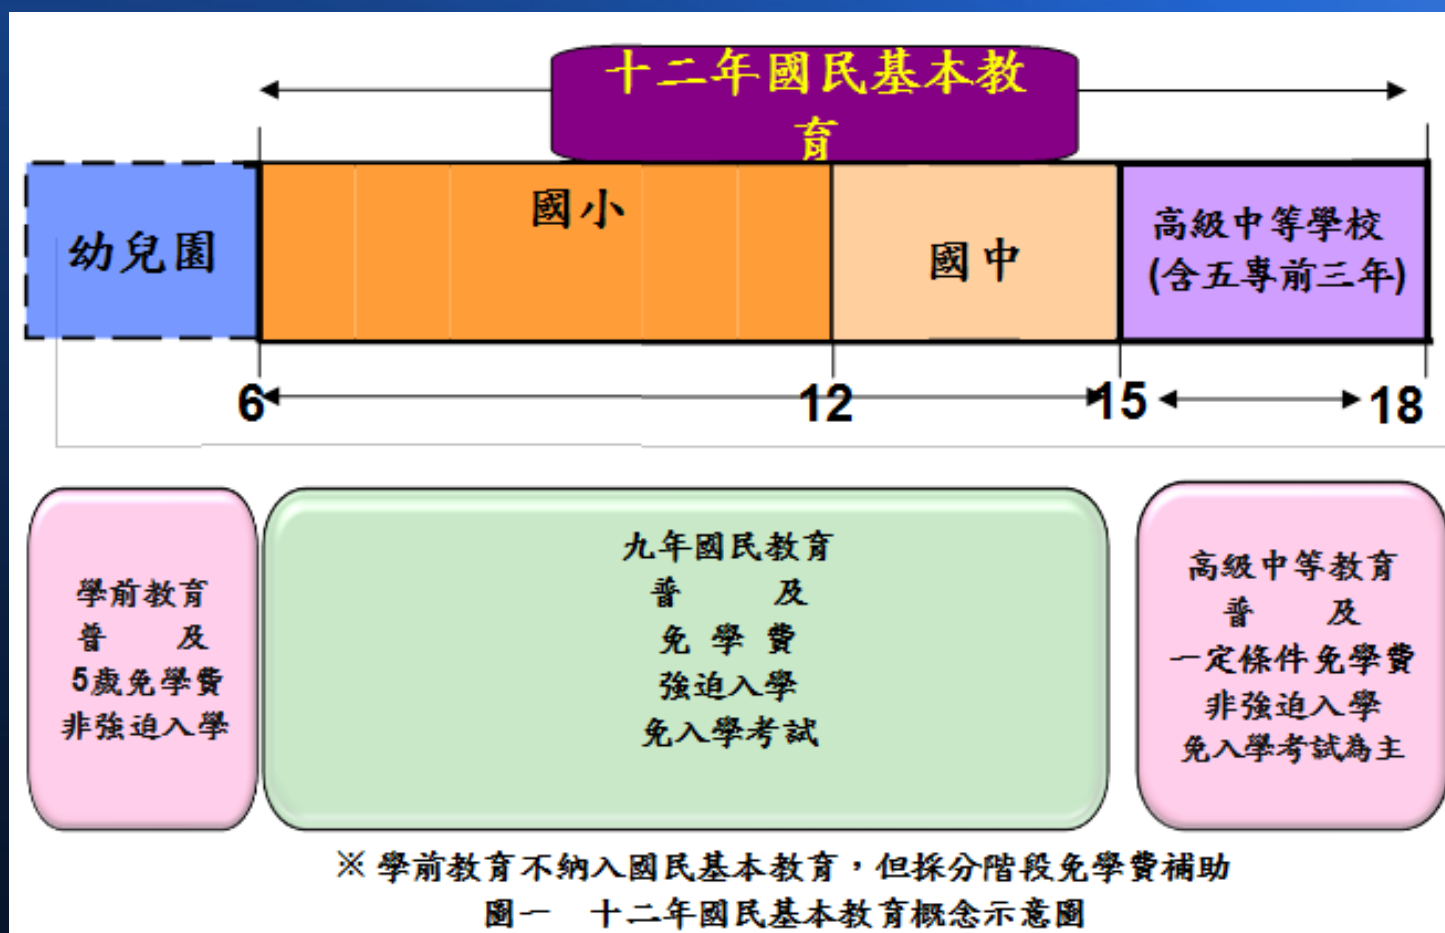 十二年國民基本教
育
幼兒園
國小
國中
高級中等學校
(含五專前三年)
6
12
15
18
學前教育
普 及
5歲免學費
非強迫入學
九年國民教育
普 及
免 學 費
強迫入學
免入學考試
高級中等教育
普 及
一定條件免學費
非強迫入學
免入學考試為主
※ 學前教育不納入國民基本教育，但採分階段免學費補助
圖一 十二年國民基本教育概念示意圖